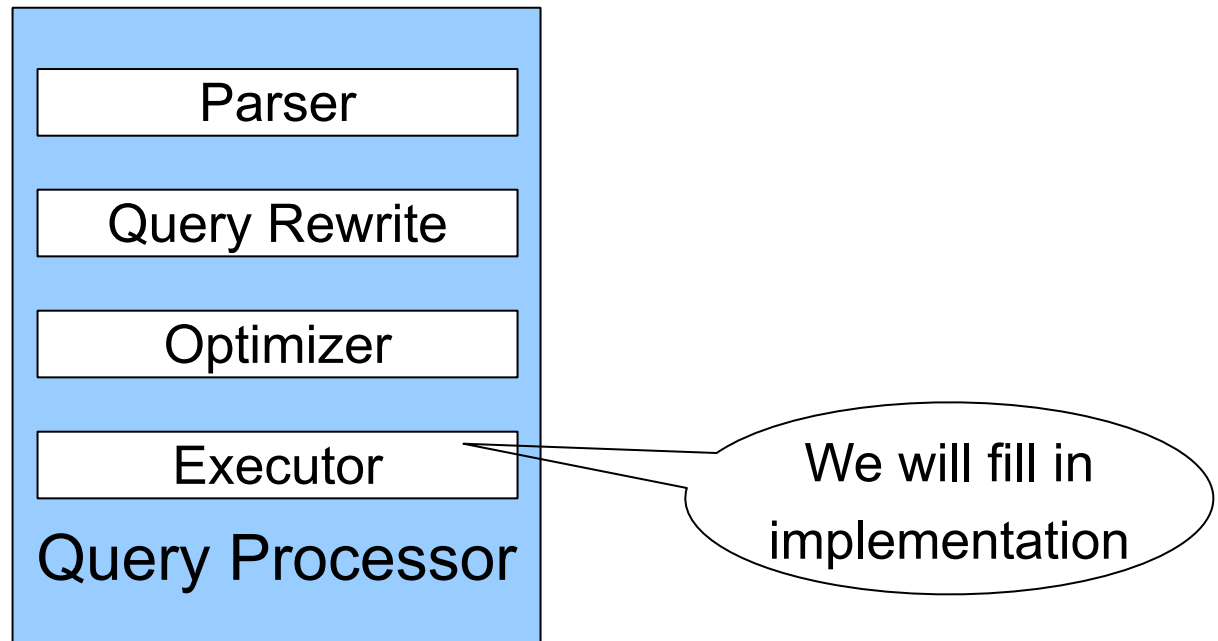 Parser
Query Rewrite
Optimizer
Executor
We will fill in
implementation
Query Processor